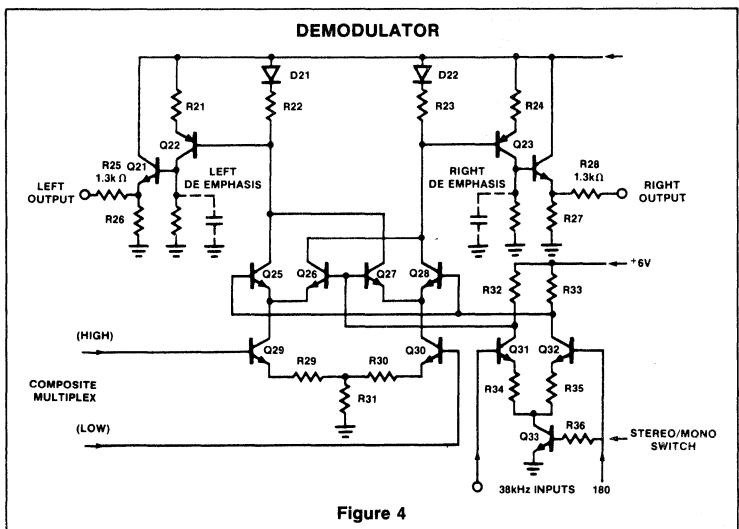 DEMODULATOR
D21
D22
R21
R22
R23
R24
Q22
Q23
Q21
R25
1.3kΩ
LEFT
OUTPUT
R26
LEFT
DE EMPHASIS
RIGHT
DE EMPHASIS
R28
1.3kΩ
RIGHT
OUTPUT
R27
+6V
Q25
Q26
Q27
Q28
R32
R33
(HIGH)
Q29
Q30
Q31
Q32
R29
R30
R31
COMPOSITE
MULTIPLEX
R34
R35
(LOW)
Q33
R36
STEREO/MONO
SWITCH
38kHz INPUTS
180
Figure 4